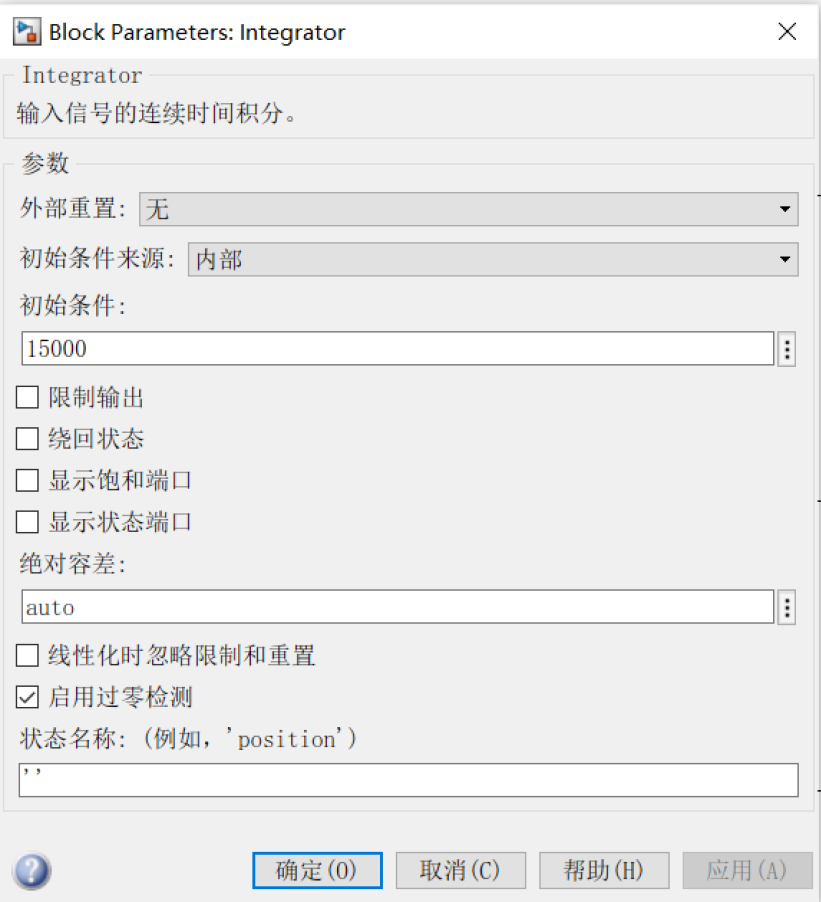 Block Parameters: Integrator
Integrator
输入信号的连续时间积分。
参数
外部重置: 无
初始条件来源: 内部
初始条件:
15000
限制输出
绕回状态
显示饱和端口
显示状态端口
绝对容差:
auto
线性化时忽略限制和重置
启用过零检测
状态名称: (例如, 'position')
''
确定(O) 取消(C) 帮助(H) 应用(A)